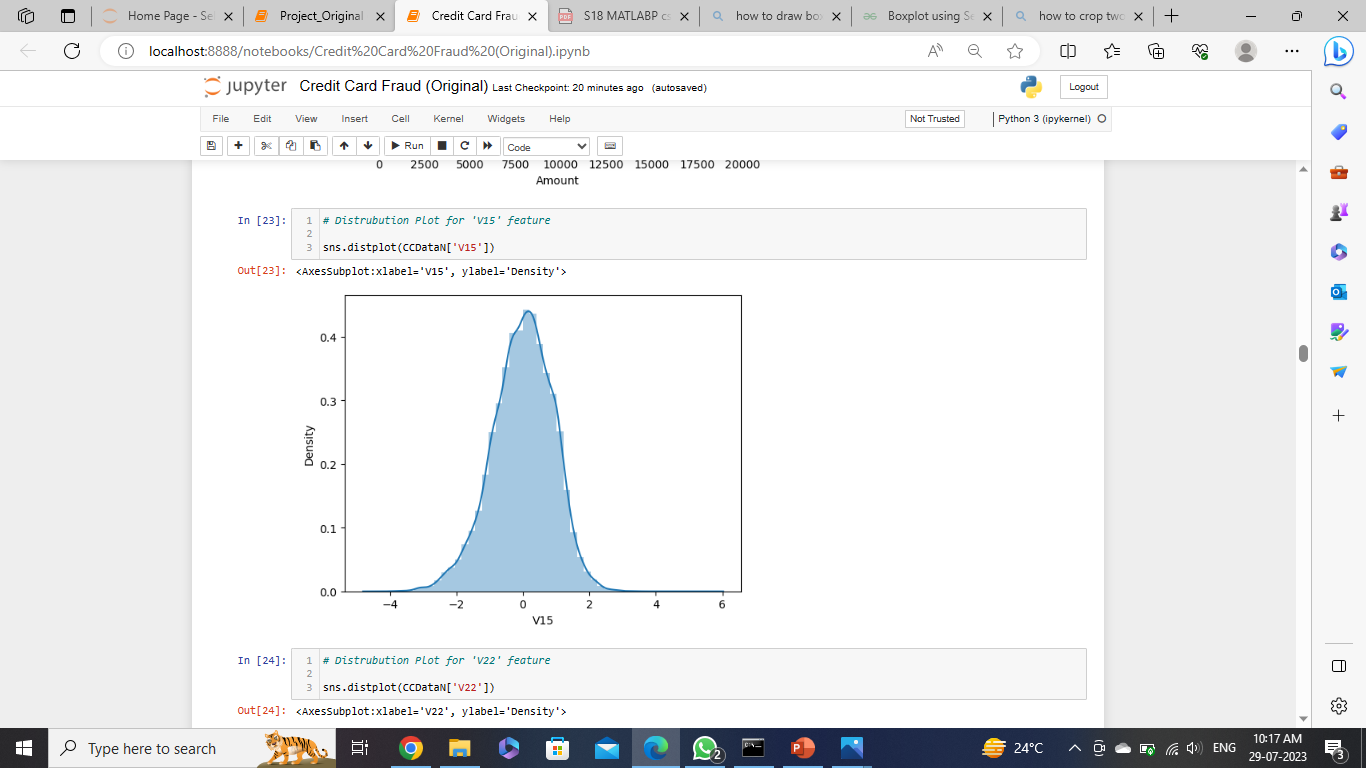 Home Page - Se
Project_Original
Credit Card Frau
S18 MATLABP cs
how to draw bo
Boxplot using Se
how to crop two
localhost:8888/notebooks/Credit%20Card%20Fraud%20(Original).ipynb
jupyter Credit Card Fraud (Original) Last Checkpoint: 20 minutes ago (autosaved)
Logout
File Edit View Insert Cell Kernel Widgets Help
Not Trusted
Python 3 (ipykernel)
Run
Code
0 2500 5000 7500 10000 12500 15000 17500 20000
Amount
In [23]:
1 # Distrubution Plot for 'V15' feature
2
3 sns.distplot(CCDataN['V15'])
Out[23]: <AxesSubplot:xlabel='V15', ylabel='Density'>
0.4
0.3
0.2
0.1
0.0
Density
−4 −2 0 2 4 6
V15
In [24]:
1 # Distrubution Plot for 'V22' feature
2
3 sns.distplot(CCDataN['V22'])
Out[24]: <AxesSubplot:xlabel='V22', ylabel='Density'>
Type here to search
2
24°C
ENG
10:17 AM
29-07-2023
3